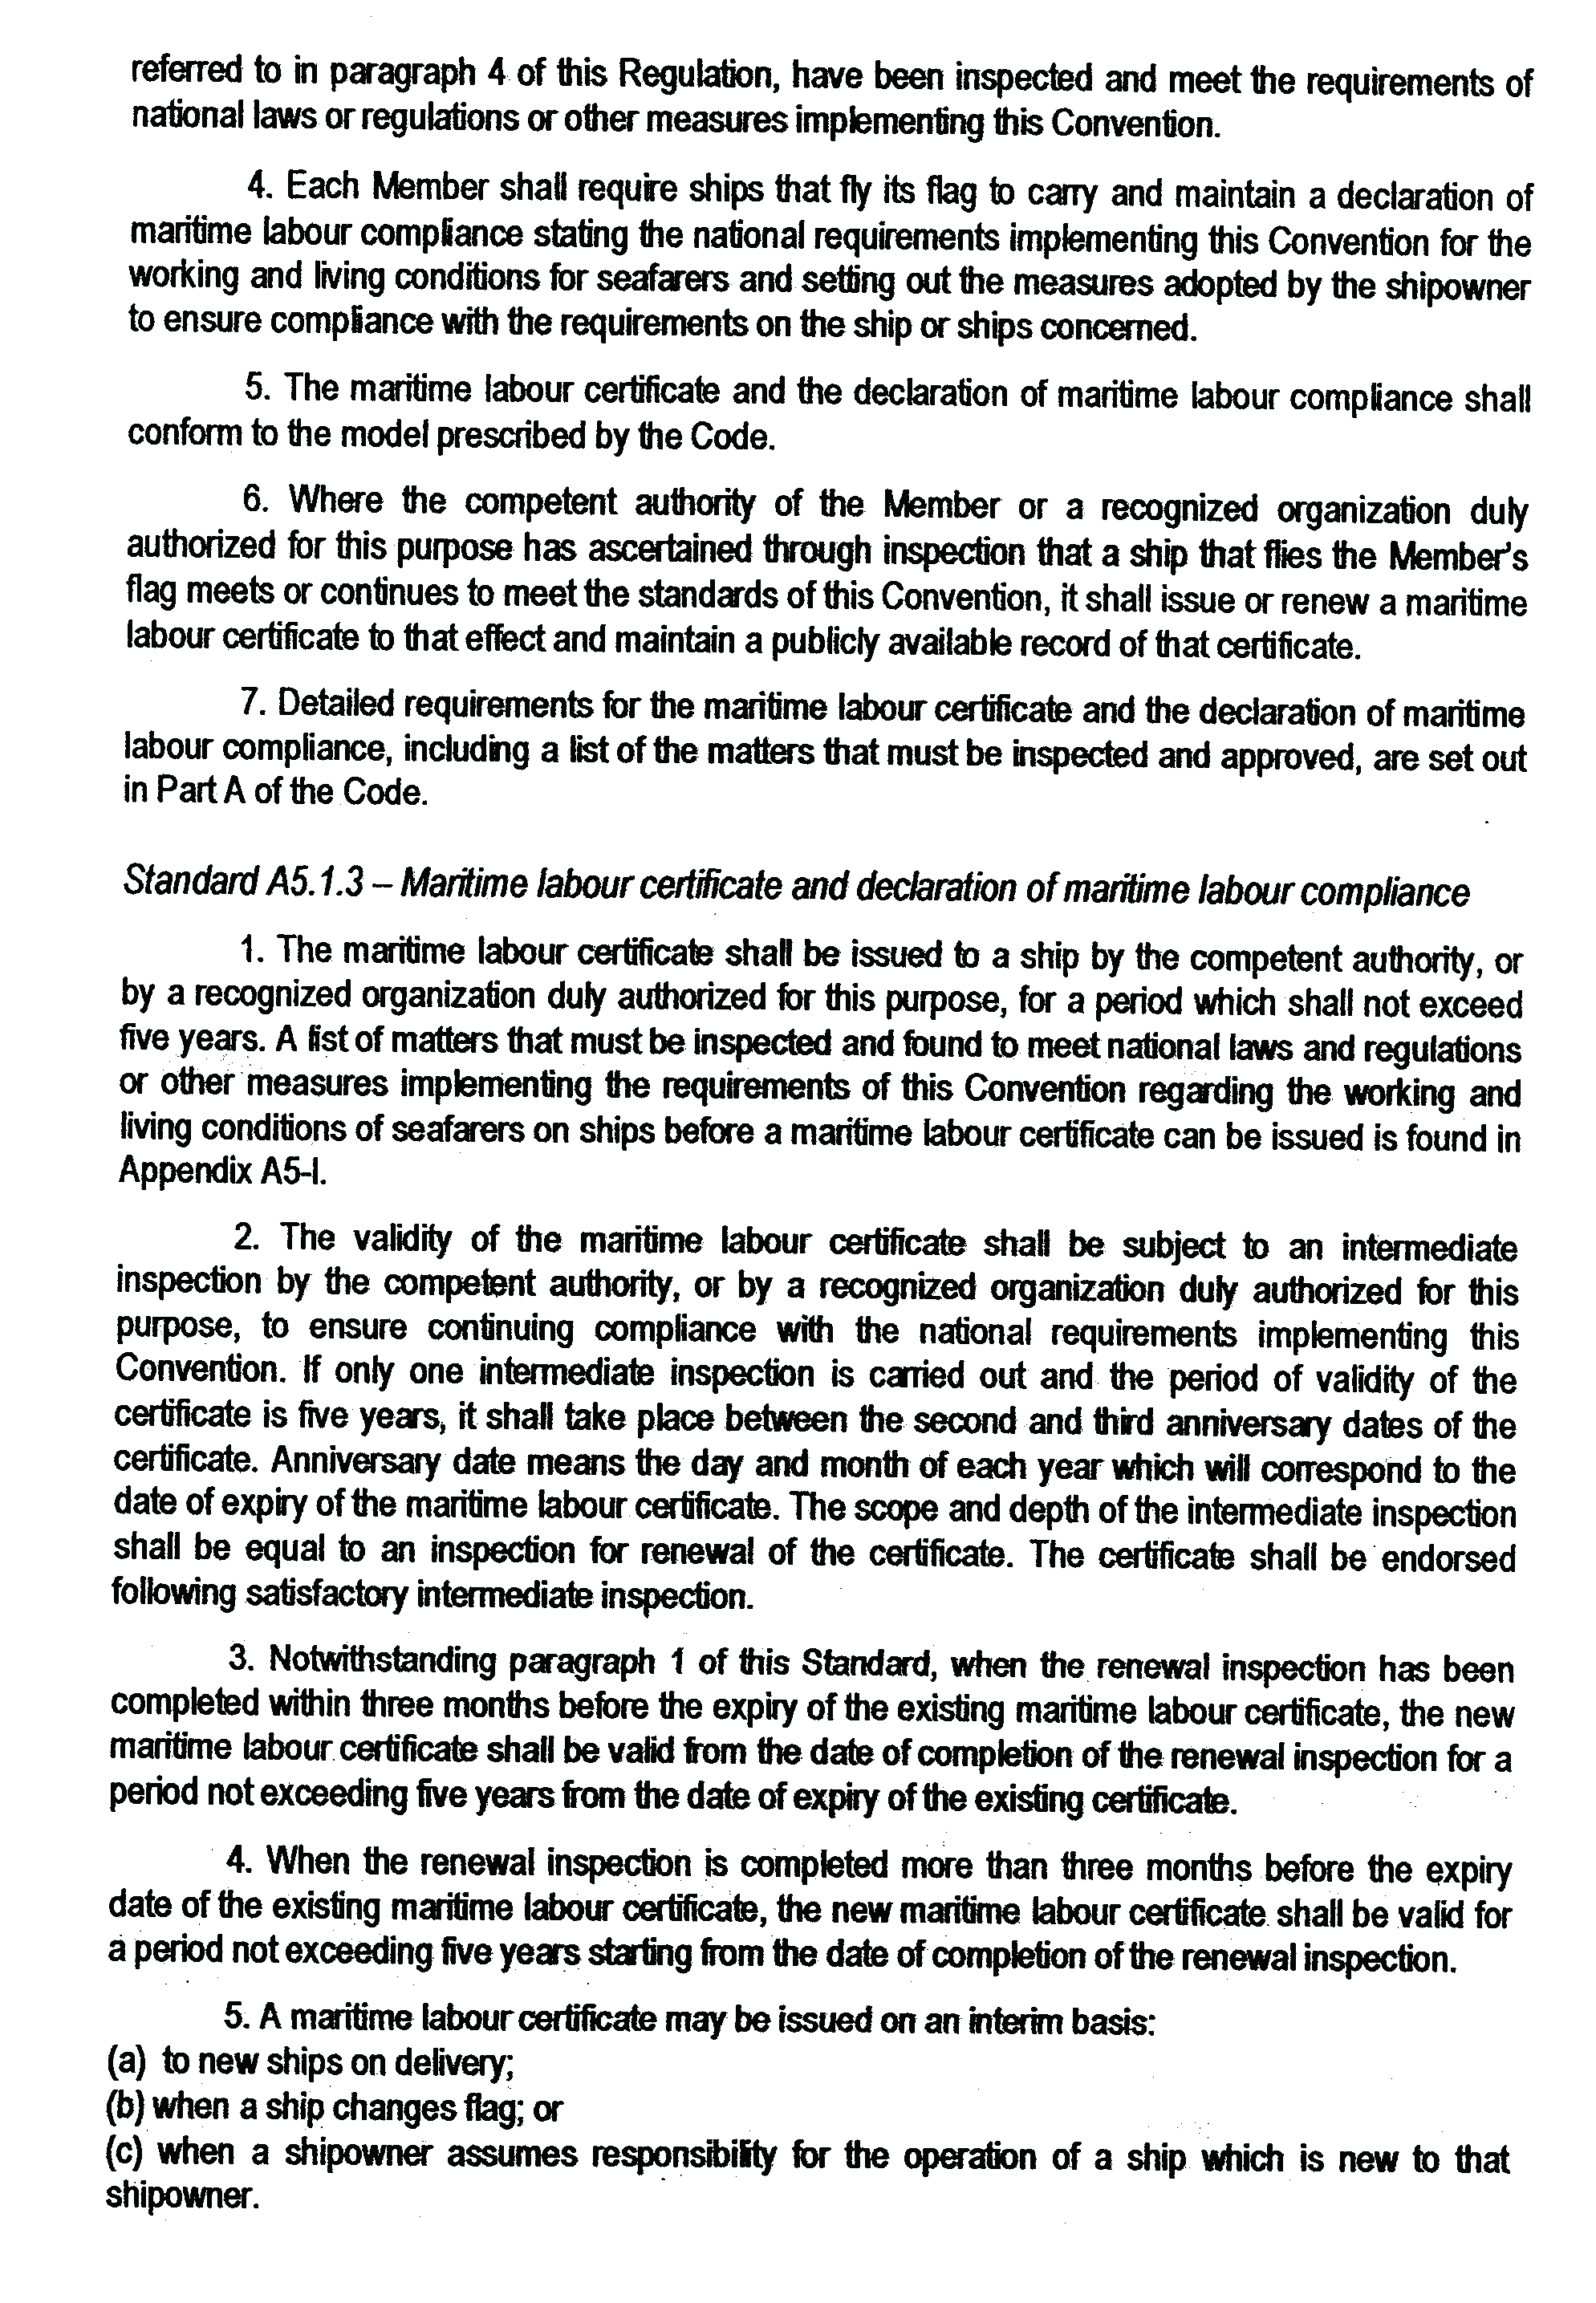 referred to in paragraph 4 of this Regulation, have been inspected and meet the requirements of
national laws or regulations or other measures implementing this Convention.
4. Each Member shall require ships that fly its flag to carry and maintain a declaration of
maritime labour compliance stating the national requirements implementing this Convention for the
working and living conditions for seafarers and setting out the measures adopted by the shipowner
to ensure compliance with the requirements on the ship or ships concerned.
5. The maritime labour certificate and the declaration of maritime labour compliance shall
conform to the model prescribed by the Code.
6. Where the competent authority of the Member or a recognized organization duly
authorized for this purpose has ascertained through inspection that a ship that flies the Member's
flag meets or continues to meet the standards of this Convention, it shall issue or renew a maritime
labour certificate to that effect and maintain a publicly available record of that certificate.
7. Detailed requirements for the maritime labour certificate and the declaration of maritime
labour compliance, including a list of the matters that must be inspected and approved, are set out
in Part A of the Code.
Standard A5.1.3 – Maritime labour certificate and declaration of maritime labour compliance
1. The maritime labour certificate shall be issued to a ship by the competent authority, or
by a recognized organization duly authorized for this purpose, for a period which shall not exceed
five years. A list of matters that must be inspected and found to meet national laws and regulations
or other measures implementing the requirements of this Convention regarding the working and
living conditions of seafarers on ships before a maritime labour certificate can be issued is found in
Appendix A5-I.
2. The validity of the maritime labour certificate shall be subject to an intermediate
inspection by the competent authority, or by a recognized organization duly authorized for this
purpose, to ensure continuing compliance with the national requirements implementing this
Convention. If only one intermediate inspection is carried out and the period of validity of the
certificate is five years, it shall take place between the second and third anniversary dates of the
certificate. Anniversary date means the day and month of each year which will correspond to the
date of expiry of the maritime labour certificate. The scope and depth of the intermediate inspection
shall be equal to an inspection for renewal of the certificate. The certificate shall be endorsed
following satisfactory intermediate inspection.
3. Notwithstanding paragraph 1 of this Standard, when the renewal inspection has been
completed within three months before the expiry of the existing maritime labour certificate, the new
maritime labour certificate shall be valid from the date of completion of the renewal inspection for a
period not exceeding five years from the date of expiry of the existing certificate.
4. When the renewal inspection is completed more than three months before the expiry
date of the existing maritime labour certificate, the new maritime labour certificate shall be valid for
a period not exceeding five years starting from the date of completion of the renewal inspection.
5. A maritime labour certificate may be issued on an interim basis:
(a) to new ships on delivery;
(b) when a ship changes flag; or
(c) when a shipowner assumes responsibility for the operation of a ship which is new to that
shipowner.